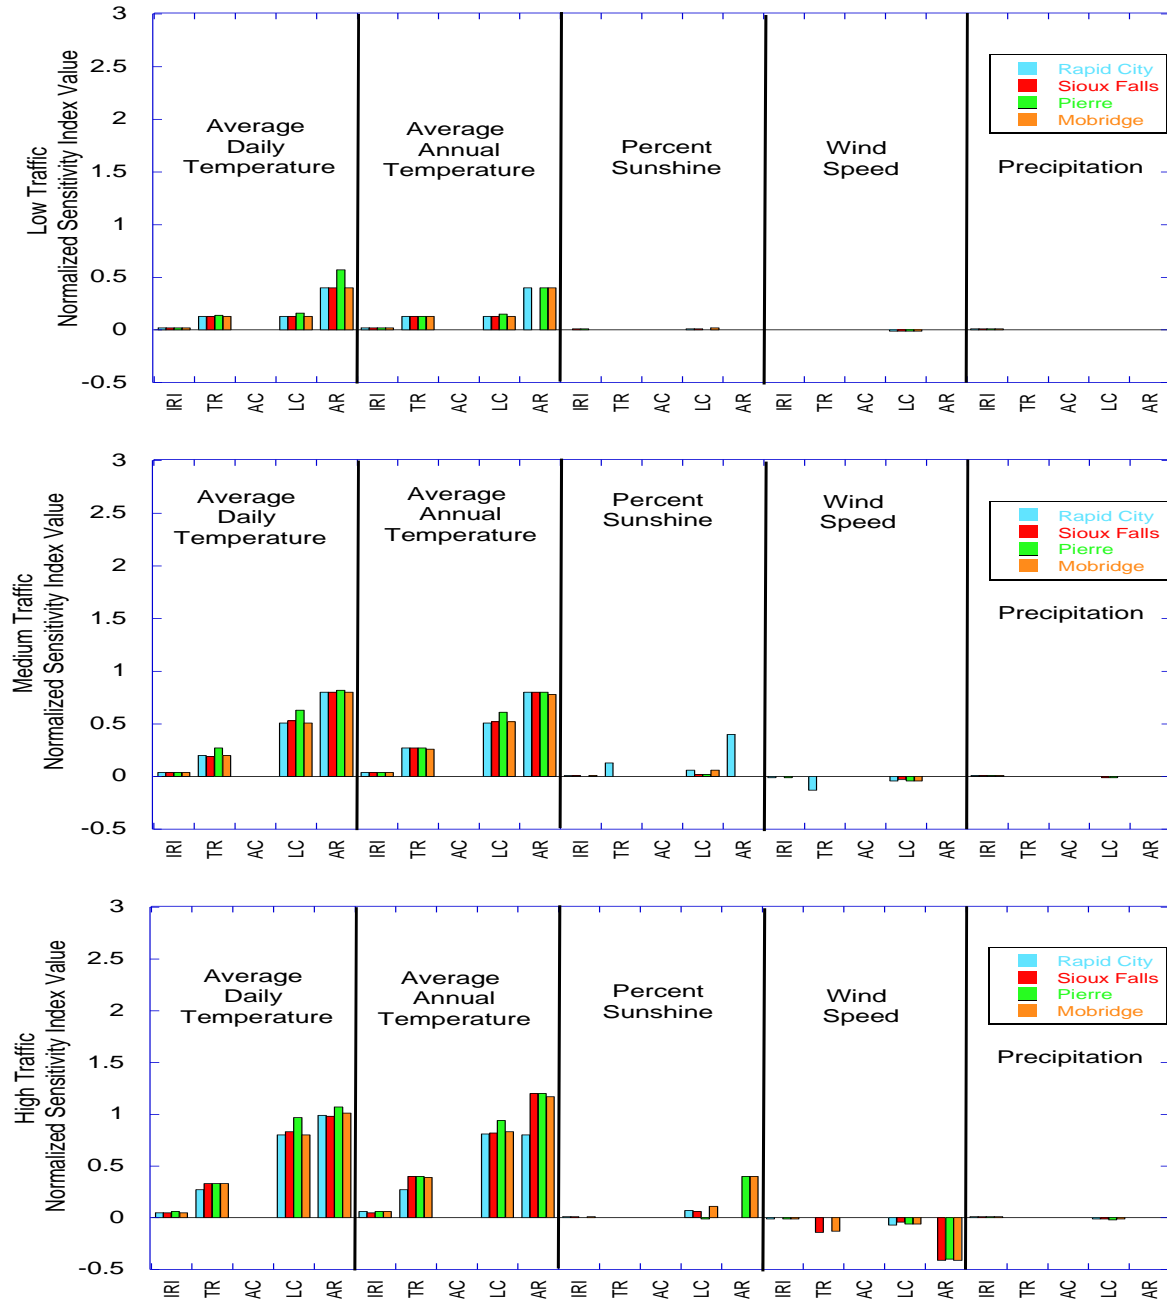 Low Traffic
Normalized Sensitivity Index Value
3
2.5
2
1.5
1
0.5
0
-0.5
Average
Daily
Temperature
Average
Annual
Temperature
Percent
Sunshine
Wind
Speed
Rapid City
Sioux Falls
Pierre
Mobridge
Precipitation
IRI TR AC LC AR IRI TR AC LC AR IRI TR AC LC AR IRI TR AC LC AR IRI TR AC LC AR
Medium Traffic
Normalized Sensitivity Index Value
3
2.5
2
1.5
1
0.5
0
-0.5
Average
Daily
Temperature
Average
Annual
Temperature
Percent
Sunshine
Wind
Speed
Rapid City
Sioux Falls
Pierre
Mobridge
Precipitation
IRI TR AC LC AR IRI TR AC LC AR IRI TR AC LC AR IRI TR AC LC AR IRI TR AC LC AR
High Traffic
Normalized Sensitivity Index Value
3
2.5
2
1.5
1
0.5
0
-0.5
Average
Daily
Temperature
Average
Annual
Temperature
Percent
Sunshine
Wind
Speed
Rapid City
Sioux Falls
Pierre
Mobridge
Precipitation
IRI TR AC LC AR IRI TR AC LC AR IRI TR AC LC AR IRI TR AC LC AR IRI TR AC LC AR